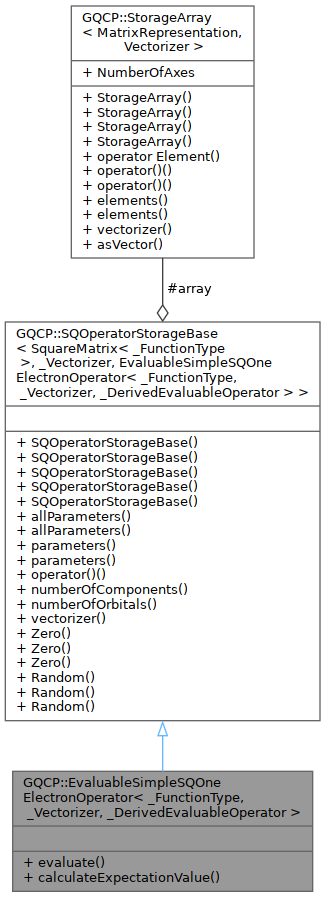 GQCP::StorageArray
< MatrixRepresentation,
Vectorizer >
+ NumberOfAxes
+ StorageArray()
+ StorageArray()
+ StorageArray()
+ StorageArray()
+ operator Element()
+ operator()()
+ operator()()
+ elements()
+ elements()
+ vectorizer()
+ asVector()
#array
GQCP::SQOperatorStorageBase
< SquareMatrix< _FunctionType
>, _Vectorizer, EvaluableSimpleSQOne
ElectronOperator< _FunctionType,
_Vectorizer, _DerivedEvaluableOperator > >
+ SQOperatorStorageBase()
+ SQOperatorStorageBase()
+ SQOperatorStorageBase()
+ SQOperatorStorageBase()
+ SQOperatorStorageBase()
+ allParameters()
+ allParameters()
+ parameters()
+ parameters()
+ operator()()
+ numberOfComponents()
+ numberOfOrbitals()
+ vectorizer()
+ Zero()
+ Zero()
+ Zero()
+ Random()
+ Random()
+ Random()
GQCP::EvaluableSimpleSQOne
ElectronOperator< _FunctionType,
_Vectorizer, _DerivedEvaluableOperator >
+ evaluate()
+ calculateExpectationValue()